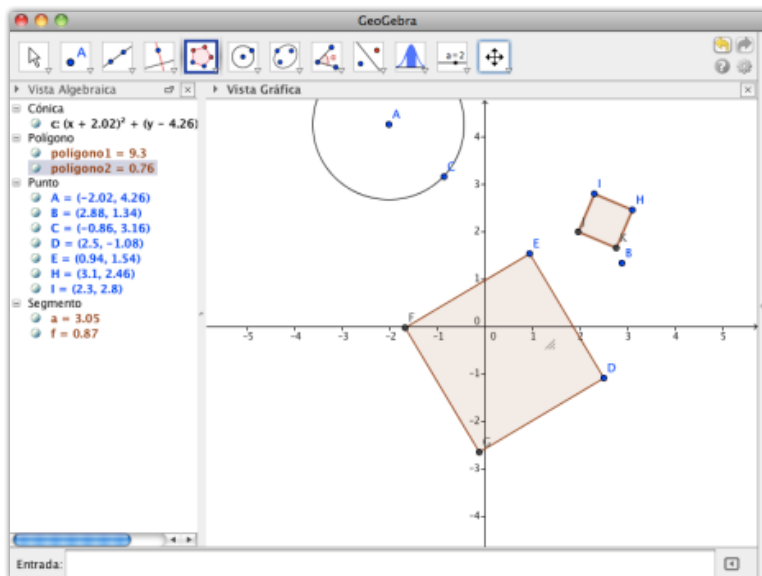 GeoGebra
A
a=2
Vista Algebraica
Vista Gráfica
Cónica
c: (x + 2.02)² + (y − 4.26)
Polígono
polígono1 = 9.3
polígono2 = 0.76
Punto
A = (-2.02, 4.26)
B = (2.88, 1.34)
C = (-0.86, 3.16)
D = (2.5, -1.08)
E = (0.94, 1.54)
H = (3.1, 2.46)
I = (2.3, 2.8)
Segmento
a = 3.05
f = 0.87
A
C
I
H
J
K
B
E
F
D
G
4
3
2
1
0
-1
-2
-3
-4
-5
-4
-3
-2
-1
0
1
2
3
4
5
Entrada: